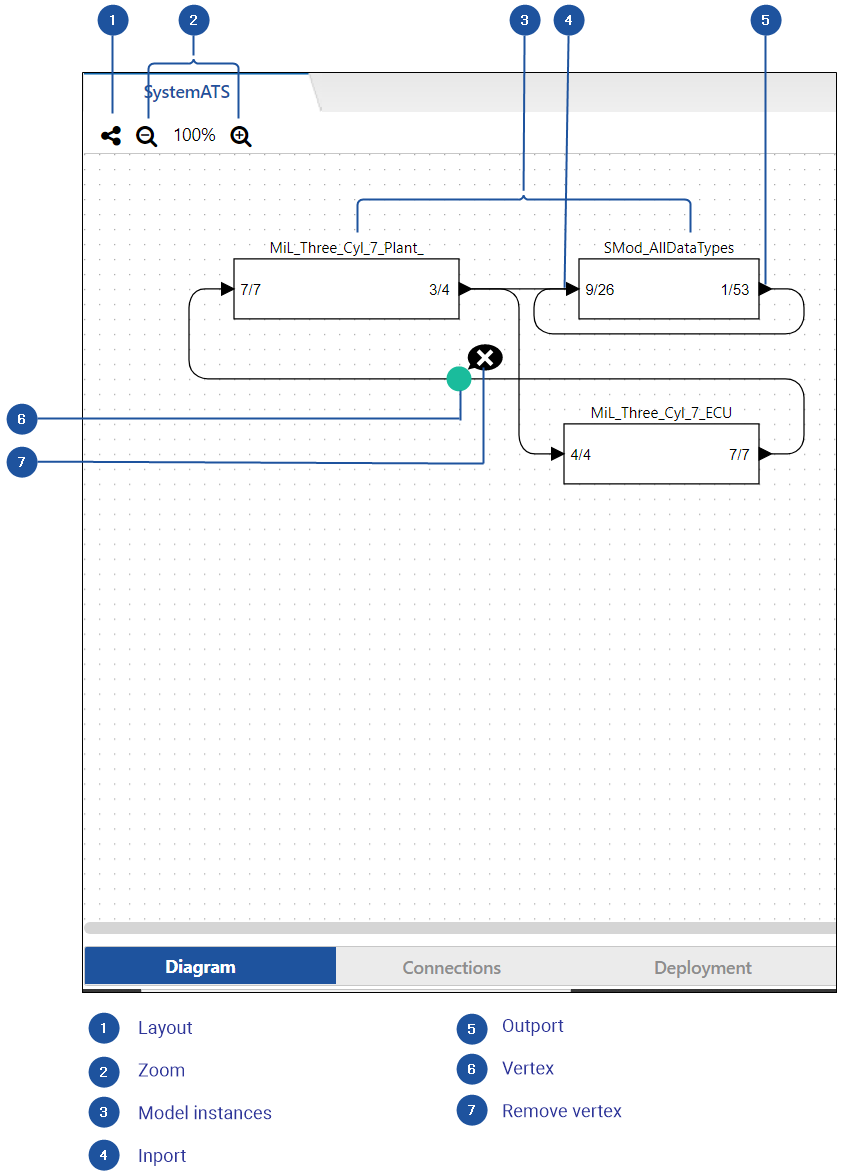 1 2 3 4 5
SystemATS
100%
MiL_Three_Cyl_7_Plant_ SMod_AllDataTypes
7/7 3/4 9/26 1/53
6
MiL_Three_Cyl_7_ECU
7
4/4 7/7
Diagram Connections Deployment
1 Layout
2 Zoom
3 Model instances
4 Inport
5 Outport
6 Vertex
7 Remove vertex